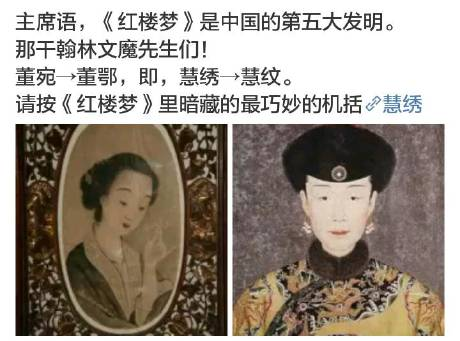 主席语，《红楼梦》是中国的第五大发明。
那干翰林文魔先生们！
董宛→董鄂，即，慧绣→慧纹。
请按《红楼梦》里暗藏的最巧妙的机括🔗慧绣